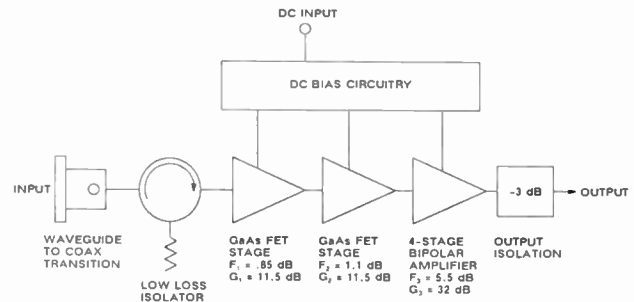 DC INPUT
DC BIAS CIRCUITRY
INPUT
-3 dB
OUTPUT
WAVEGUIDE
TO COAX
TRANSITION
LOW LOSS
ISOLATOR
GaAs FET
STAGE
F₁ = .85 dB
G₁ = 11.5 dB
GaAs FET
STAGE
F₂ = 1.1 dB
G₂ = 11.5 dB
4-STAGE
BIPOLAR
AMPLIFIER
F₃ = 5.5 dB
G₃ = 32 dB
OUTPUT
ISOLATION